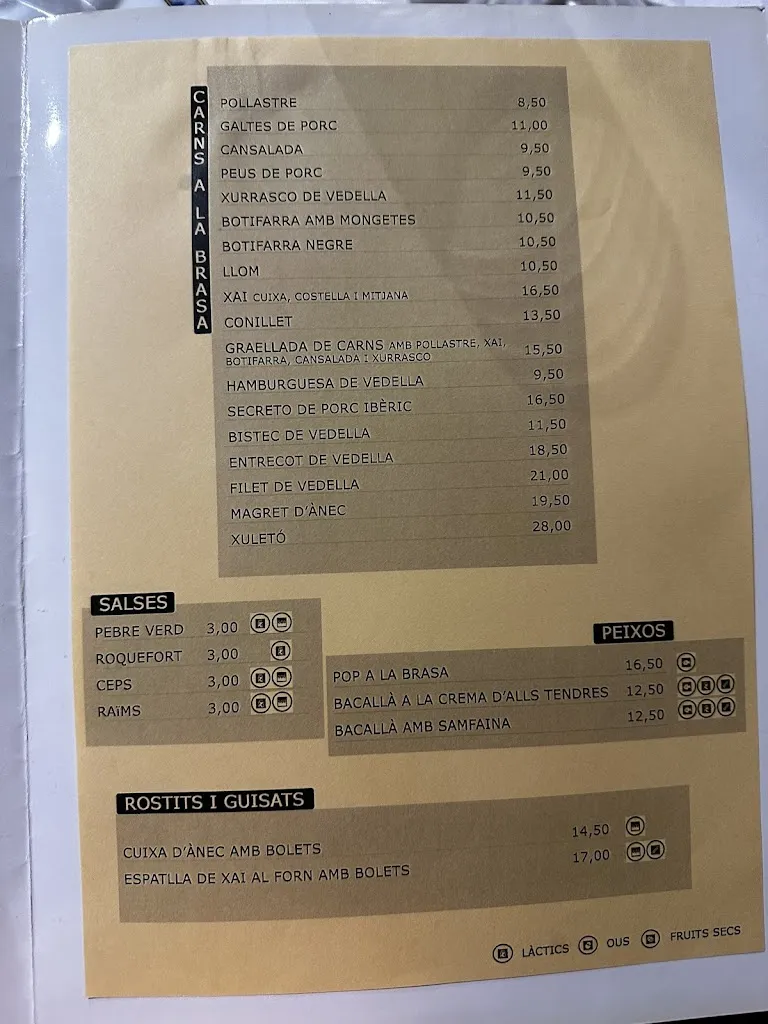 CARNS A LA BRASA
POLLASTRE 8,50
GALTES DE PORC 11,00
CANSALADA 9,50
PEUS DE PORC 9,50
XURRASCO DE VEDELLA 11,50
BOTIFARRA AMB MONGETES 10,50
BOTIFARRA NEGRE 10,50
LLOM 10,50
XAI CUIXA, COSTELLA I MITJANA 16,50
CONILLET 13,50
GRAELLADA DE CARNS AMB POLLASTRE, XAI,
BOTIFARRA, CANSALADA I XURRASCO 15,50
HAMBURGUESA DE VEDELLA 9,50
SECRETO DE PORC IBÈRIC 16,50
BISTEC DE VEDELLA 11,50
ENTRECOT DE VEDELLA 18,50
FILET DE VEDELLA 21,00
MAGRET D'ÀNEC 19,50
XULETÓ 28,00
SALSES
PEBRE VERD 3,00
ROQUEFORT 3,00
CEPS 3,00
RAïMS 3,00
PEIXOS
POP A LA BRASA 16,50
BACALLÀ A LA CREMA D'ALLS TENDRES 12,50
BACALLÀ AMB SAMFAINA 12,50
ROSTITS I GUISATS
CUIXA D'ÀNEC AMB BOLETS 14,50
ESPATLLA DE XAI AL FORN AMB BOLETS 17,00
LÀCTICS OUS FRUITS SECS